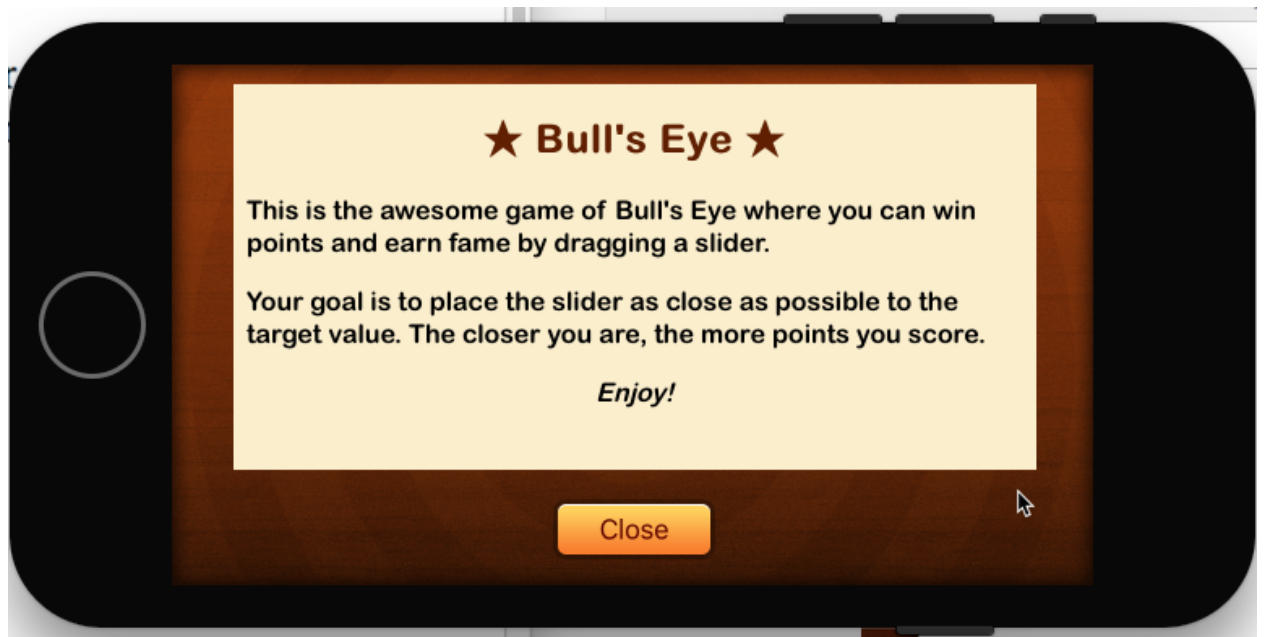 ★ Bull's Eye ★
This is the awesome game of Bull's Eye where you can win
points and earn fame by dragging a slider.
Your goal is to place the slider as close as possible to the
target value. The closer you are, the more points you score.
Enjoy!
Close